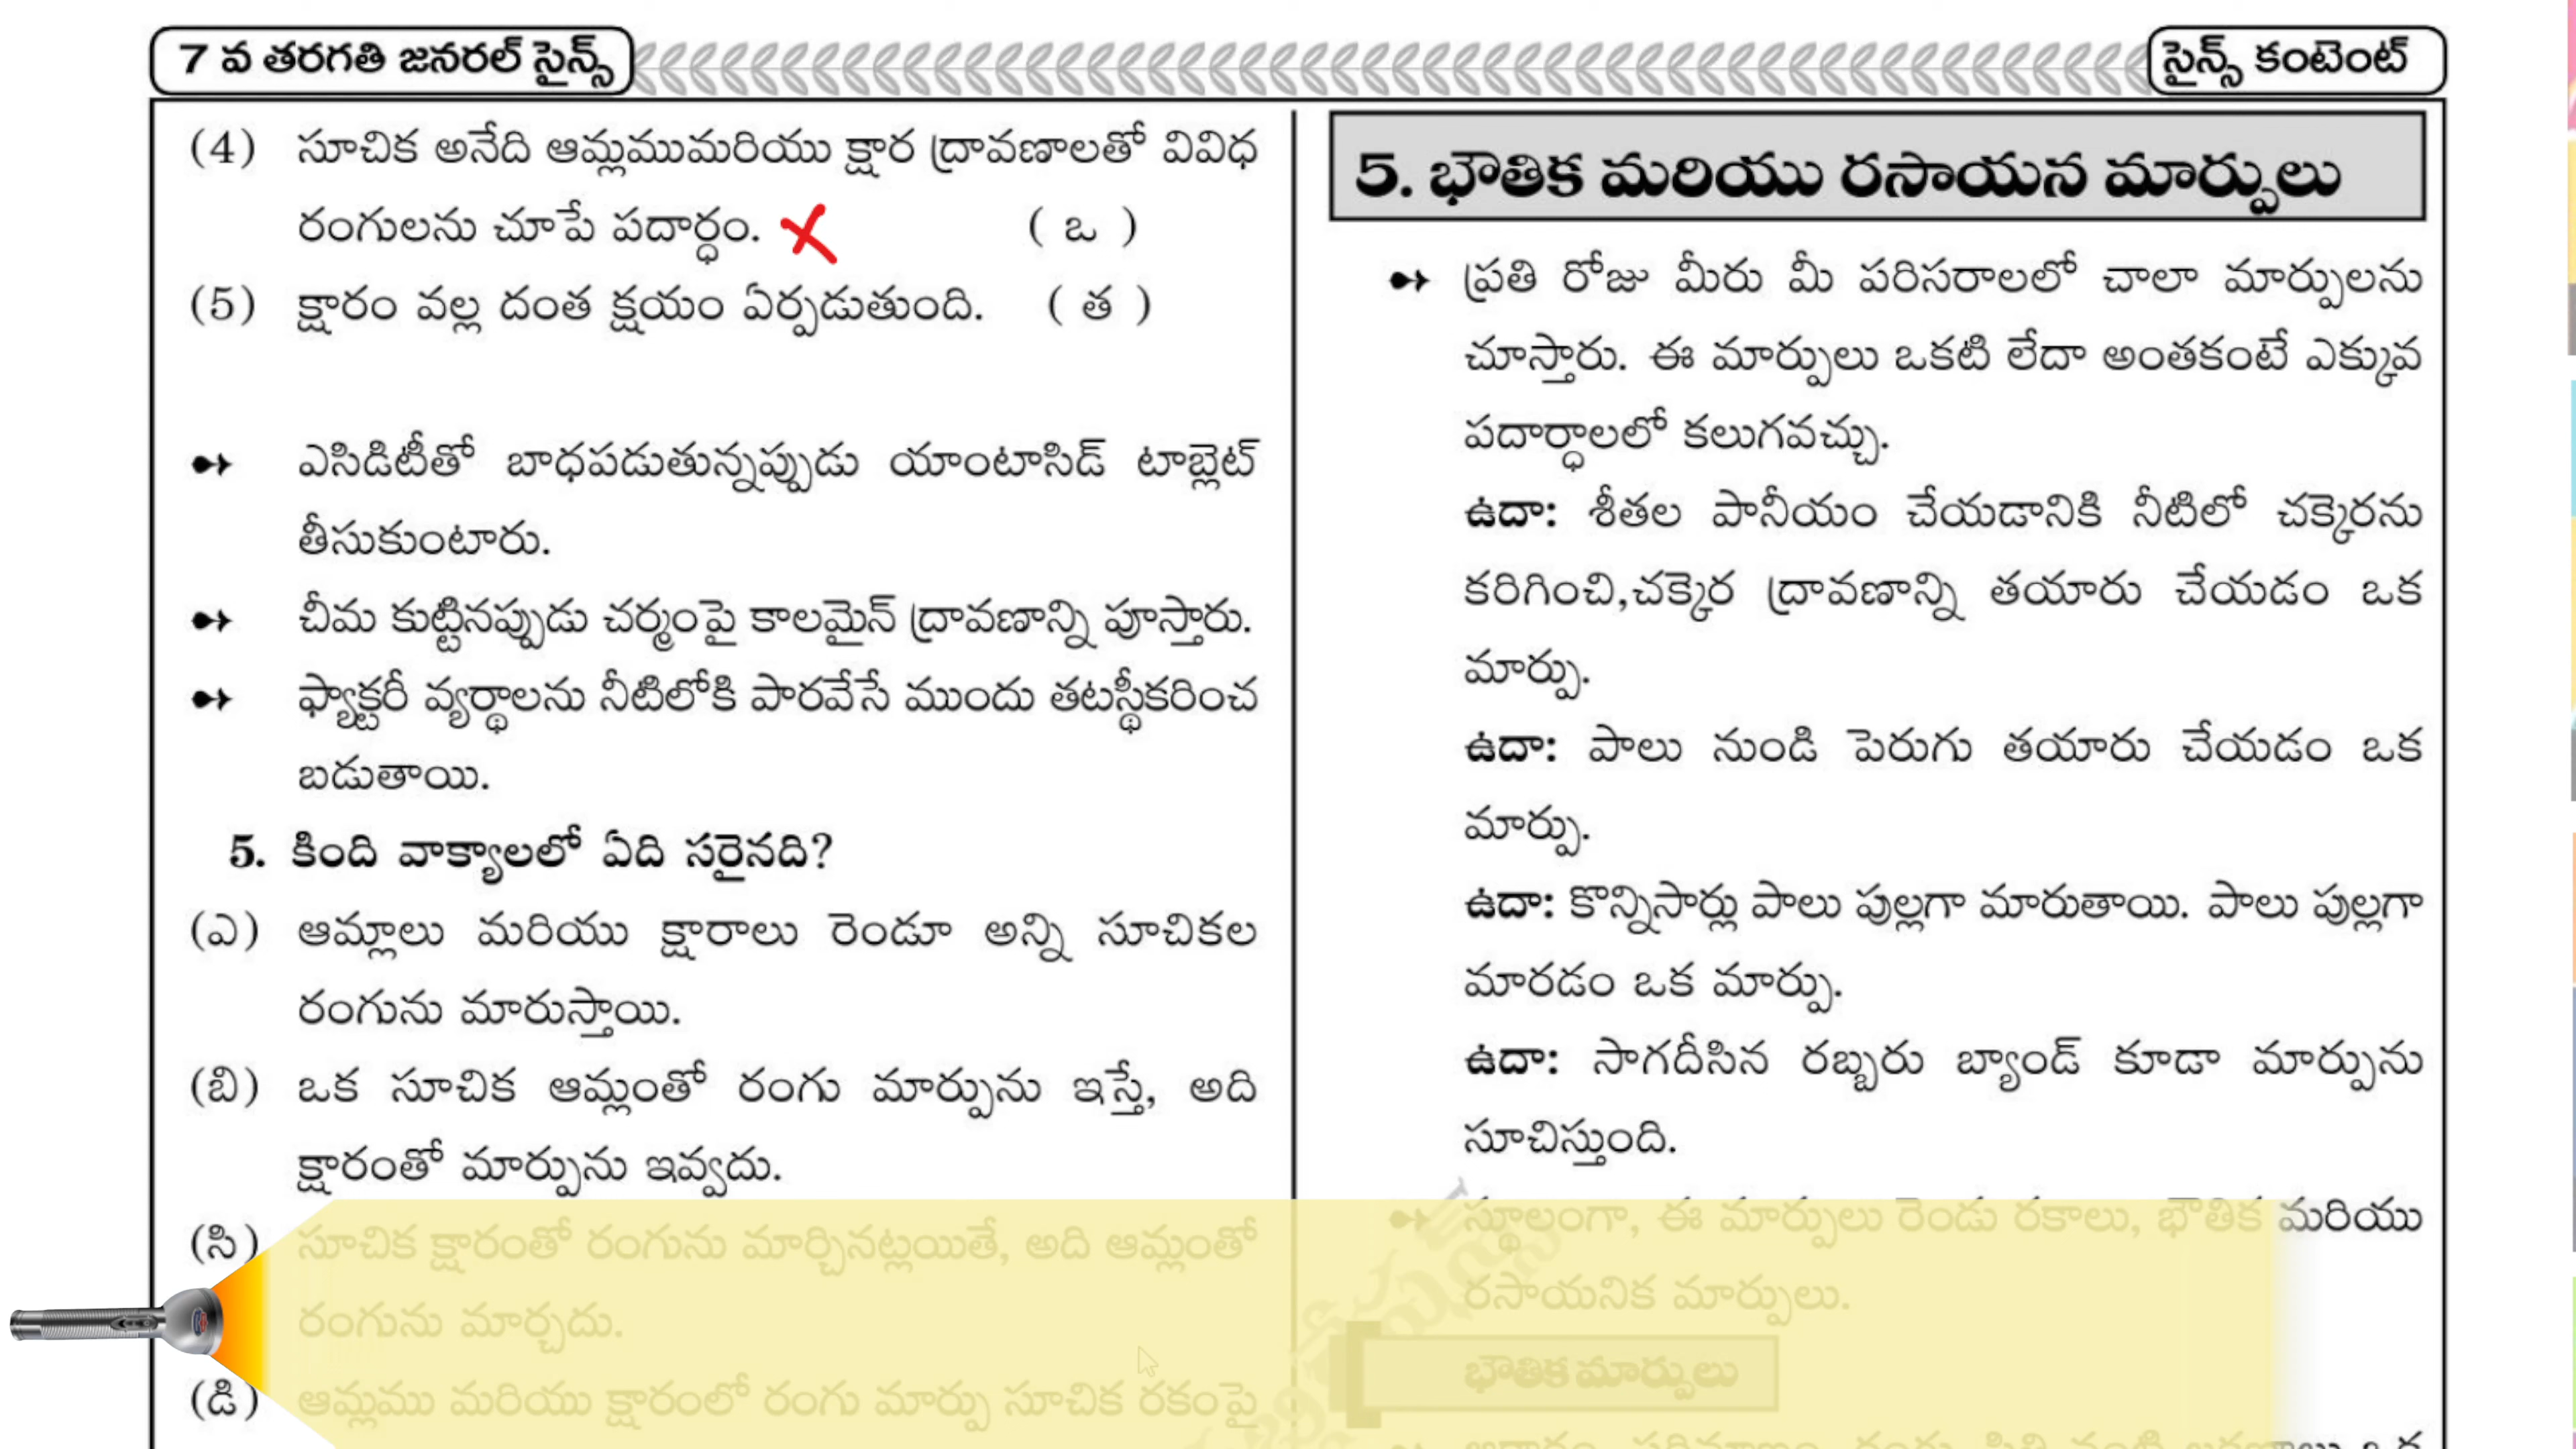 7 వ తరగతి జనరల్ సైన్స్
సైన్స్ కంటెంట్
(4) సూచిక అనేది ఆమ్లముమరియు క్షార ద్రావణాలతో వివిధ
రంగులను చూపే పదార్ధం. ( ఒ )
(5) క్షారం వల్ల దంత క్షయం ఏర్పడుతుంది. ( త )
ఎసిడిటీతో బాధపడుతున్నప్పుడు యాంటాసిడ్ టాబ్లెట్
తీసుకుంటారు.
చీమ కుట్టినప్పుడు చర్మంపై కాలమైన్ ద్రావణాన్ని పూస్తారు.
ఫ్యాక్టరీ వ్యర్థాలను నీటిలోకి పారవేసే ముందు తటస్థీకరించ
బడుతాయి.
5. కింది వాక్యాలలో ఏది సరైనది?
(ఎ) ఆమ్లాలు మరియు క్షారాలు రెండూ అన్ని సూచికల
రంగును మారుస్తాయి.
(బి) ఒక సూచిక ఆమ్లంతో రంగు మార్పును ఇస్తే, అది
క్షారంతో మార్పును ఇవ్వదు.
(సి) సూచిక క్షారంతో రంగును మార్చినట్లయితే, అది ఆమ్లంతో
రంగును మార్చదు.
(డి) ఆమ్లము మరియు క్షారంలో రంగు మార్పు సూచిక రకంపై
5. భౌతిక మరియు రసాయన మార్పులు
ప్రతి రోజు మీరు మీ పరిసరాలలో చాలా మార్పులను
చూస్తారు. ఈ మార్పులు ఒకటి లేదా అంతకంటే ఎక్కువ
పదార్ధాలలో కలుగవచ్చు.
ఉదా: శీతల పానీయం చేయడానికి నీటిలో చక్కెరను
కరిగించి,చక్కెర ద్రావణాన్ని తయారు చేయడం ఒక
మార్పు.
ఉదా: పాలు నుండి పెరుగు తయారు చేయడం ఒక
మార్పు.
ఉదా: కొన్నిసార్లు పాలు పుల్లగా మారుతాయి. పాలు పుల్లగా
మారడం ఒక మార్పు.
ఉదా: సాగదీసిన రబ్బరు బ్యాండ్ కూడా మార్పును
సూచిస్తుంది.
స్థూలంగా, ఈ మార్పులు రెండు రకాలు, భౌతిక మరియు
రసాయనిక మార్పులు.
భౌతిక మార్పులు